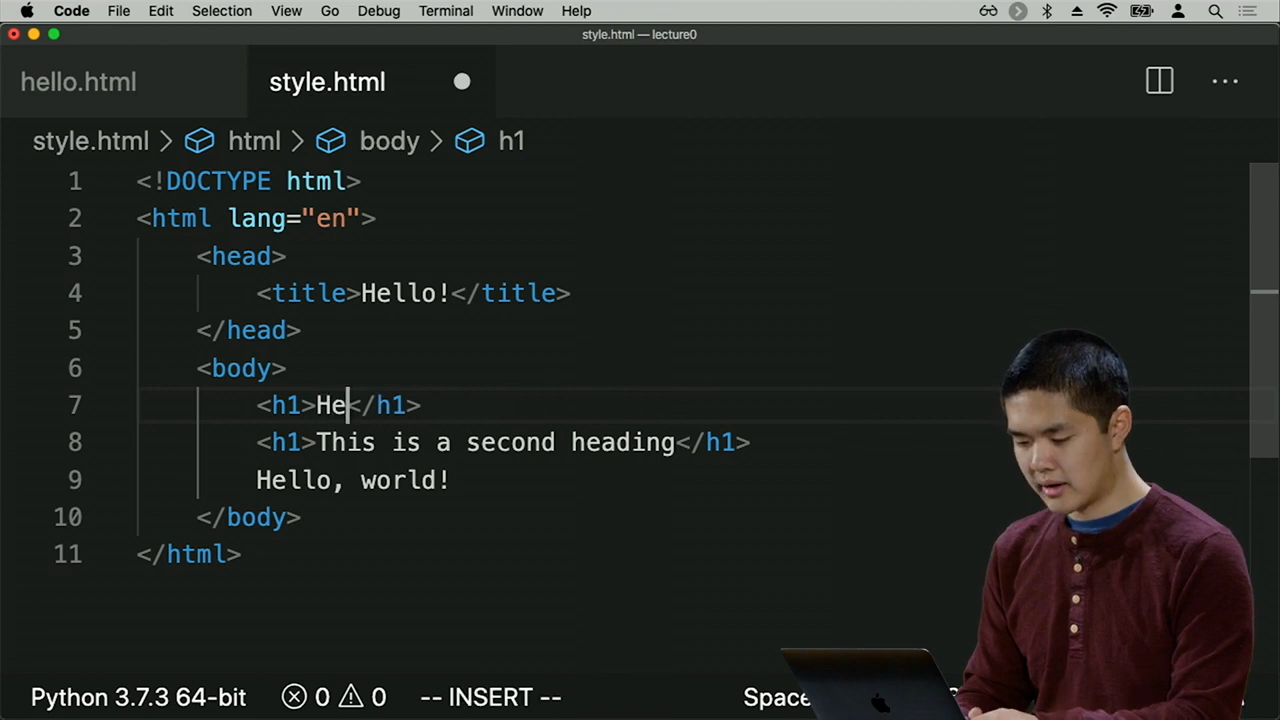 Code File Edit Selection View Go Debug Terminal Window Help
style.html — lecture0
hello.html style.html
style.html > html > body > h1
1 <!DOCTYPE html>
2 <html lang="en">
3 <head>
4 <title>Hello!</title>
5 </head>
6 <body>
7 <h1>He</h1>
8 <h1>This is a second heading</h1>
9 Hello, world!
10 </body>
11 </html>
Python 3.7.3 64-bit 0 0 -- INSERT --